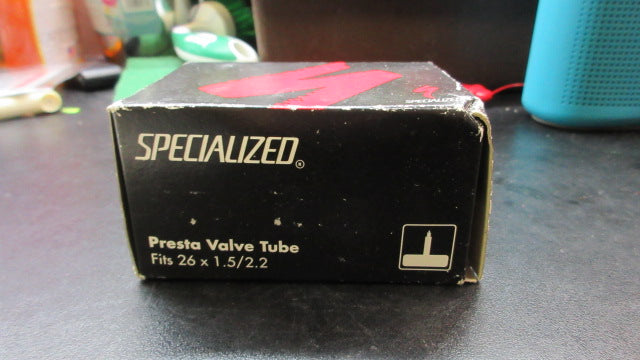 SPECIALIZED®
Presta Valve Tube
Fits 26 x 1.5/2.2